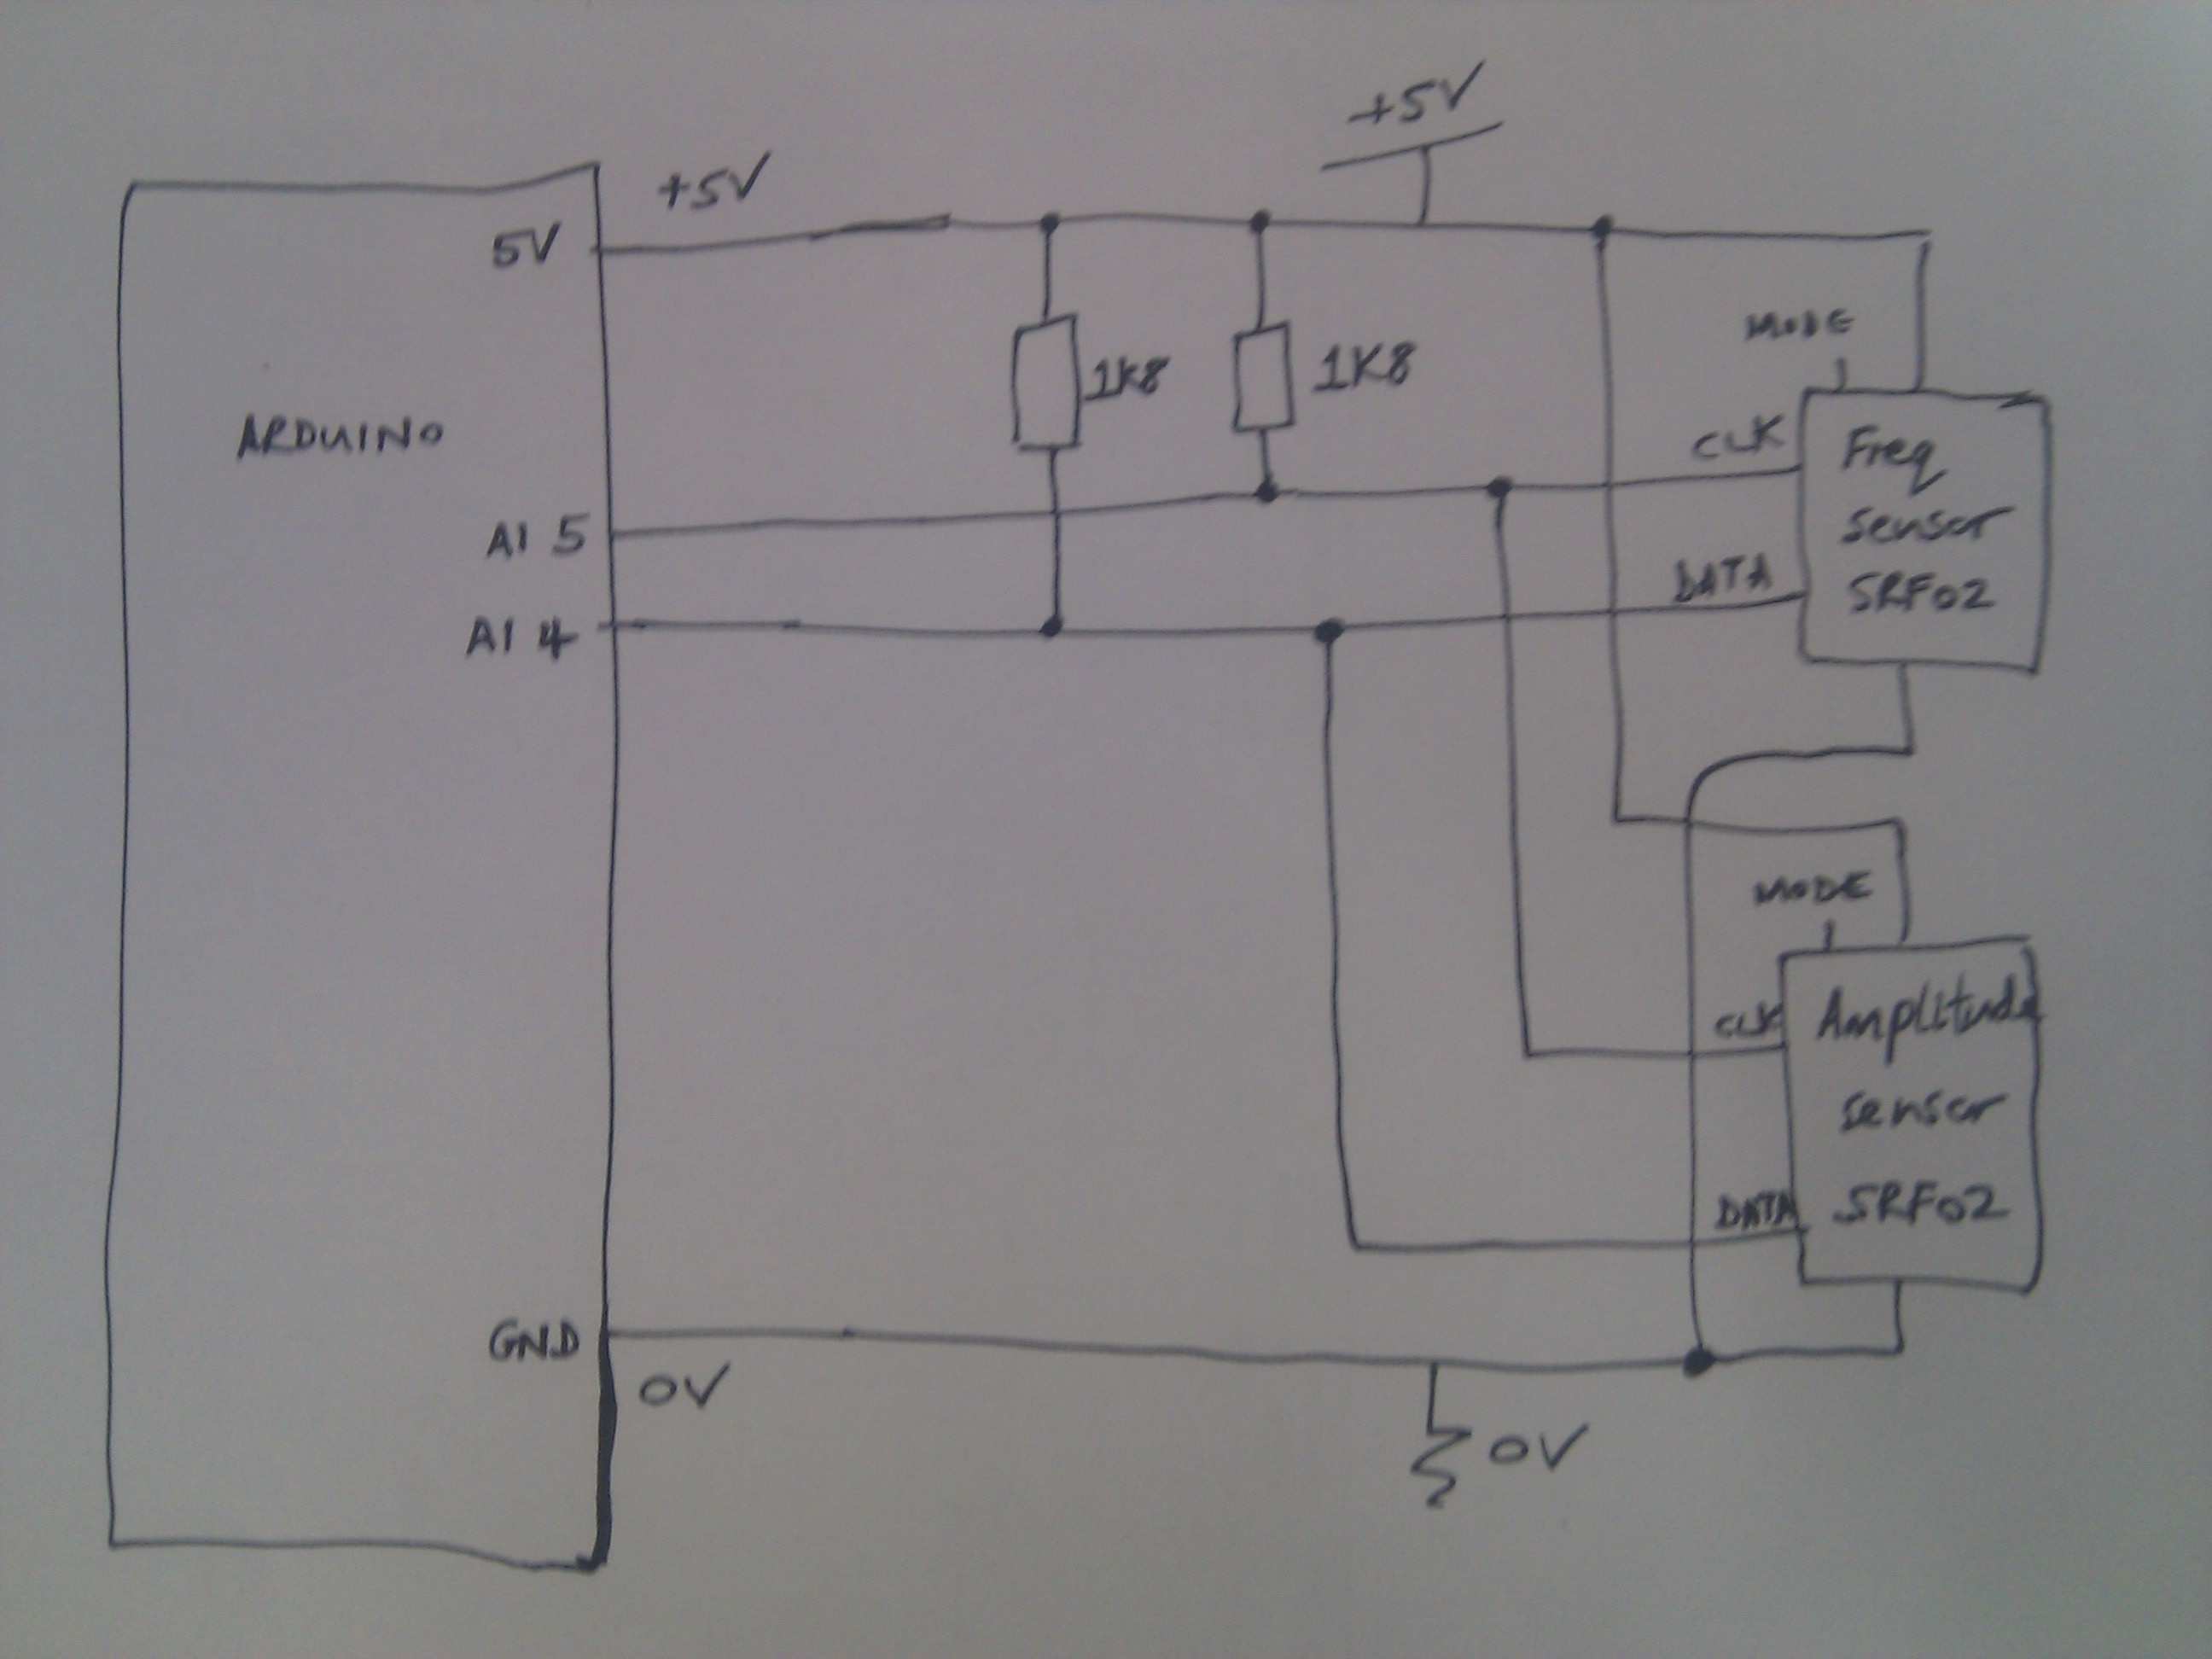 +5V
+5V
5V
MODE
1K8
1K8
ARDUINO
CLK
Freq
sensor
SRF02
AI 5
DATA
AI 4
MODE
CLK
Amplitude
sensor
SRF02
DATA
GND
0V
0V